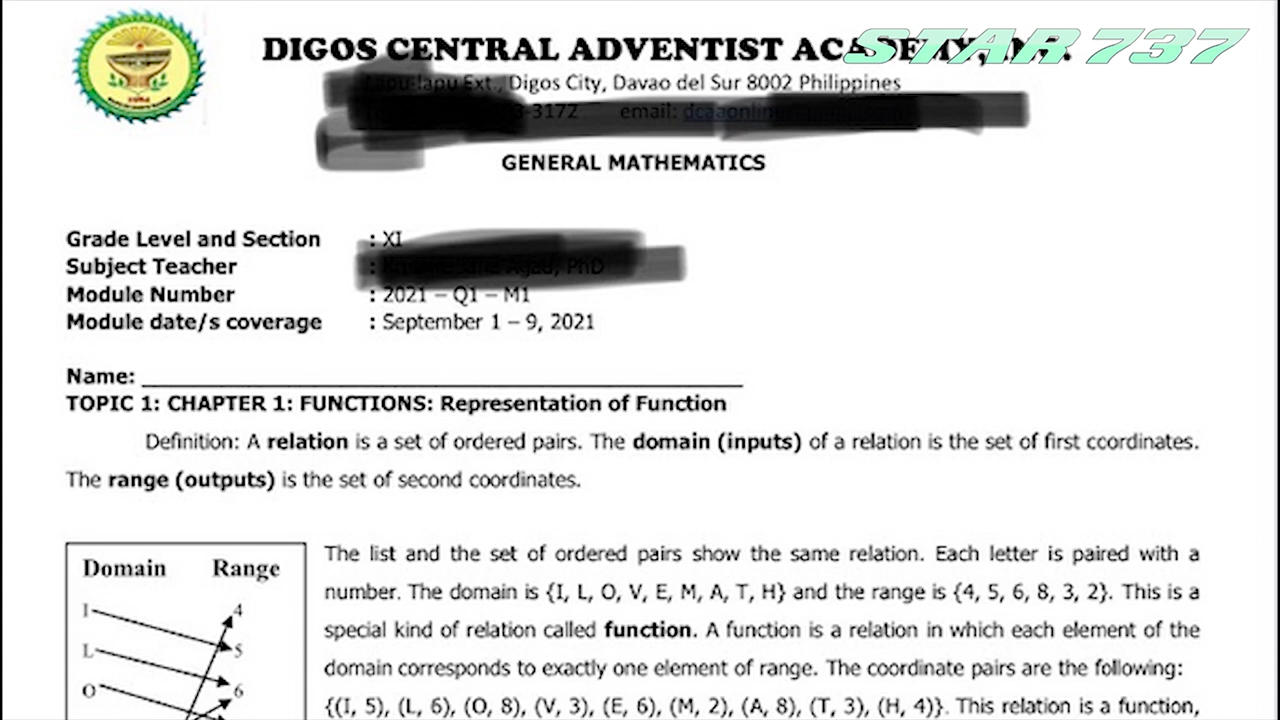 STAR 737
DIGOS CENTRAL ADVENTIST ACADEMY, INC.
Lapu-lapu Ext., Digos City, Davao del Sur 8002 Philippines
-3172 email:
GENERAL MATHEMATICS
Grade Level and Section : XI
Subject Teacher : PhD
Module Number : 2021 – Q1 – M1
Module date/s coverage : September 1 – 9, 2021
Name:
TOPIC 1: CHAPTER 1: FUNCTIONS: Representation of Function
Definition: A relation is a set of ordered pairs. The domain (inputs) of a relation is the set of first coordinates.
The range (outputs) is the set of second coordinates.
Domain Range
I 4
L 5
O 6
The list and the set of ordered pairs show the same relation. Each letter is paired with a
number. The domain is {I, L, O, V, E, M, A, T, H} and the range is {4, 5, 6, 8, 3, 2}. This is a
special kind of relation called function. A function is a relation in which each element of the
domain corresponds to exactly one element of range. The coordinate pairs are the following:
{(I, 5), (L, 6), (O, 8), (V, 3), (E, 6), (M, 2), (A, 8), (T, 3), (H, 4)}. This relation is a function,